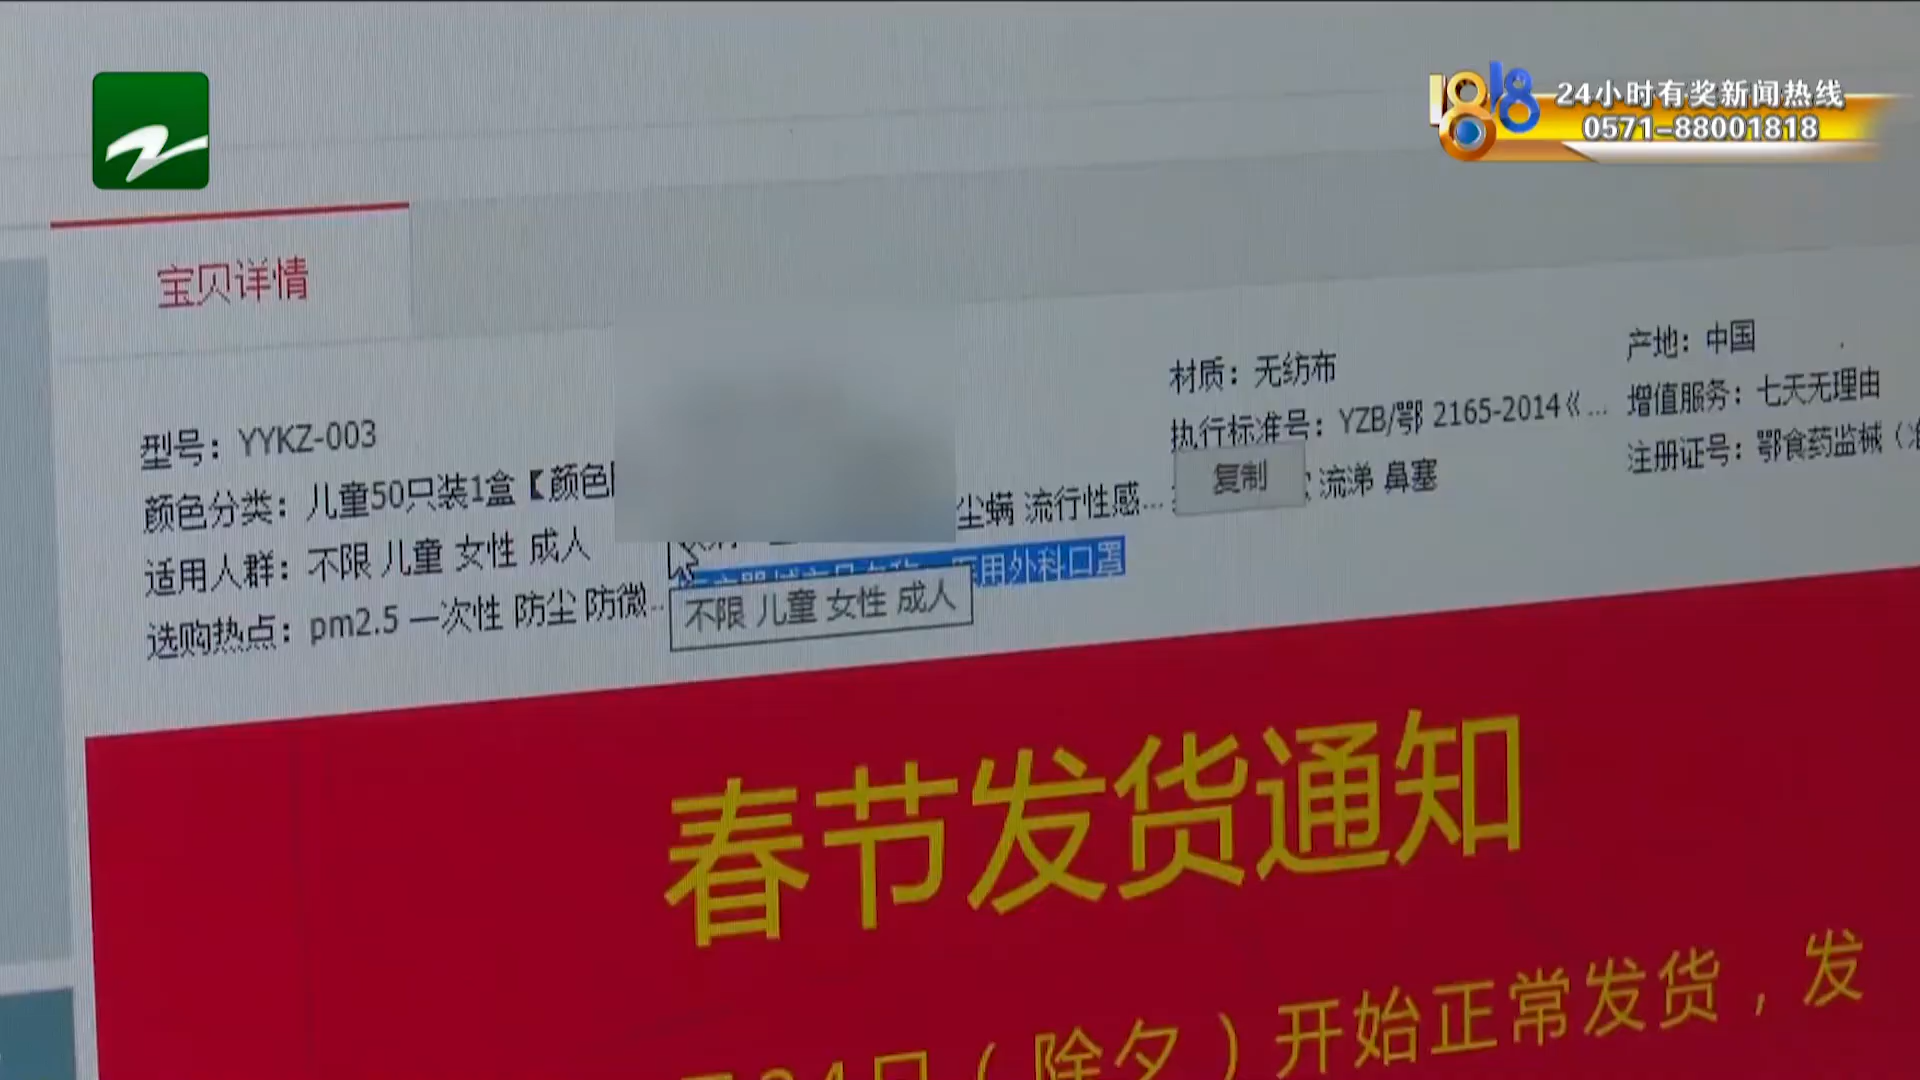 1818
24小时有奖新闻热线
0571-88001818
宝贝详情
型号：YYKZ-003
颜色分类：儿童50只装1盒【颜色
适用人群：不限 儿童 女性 成人
选购热点：pm2.5 一次性 防尘 防微...
尘螨 流行性感...
用外科口罩
不限 儿童 女性 成人
材质：无纺布
执行标准号：YZB/鄂 2165-2014《...
复制
流涕 鼻塞
产地：中国
增值服务：七天无理由
注册证号：鄂食药监械（准
春节发货通知
24日（除夕）开始正常发货，发